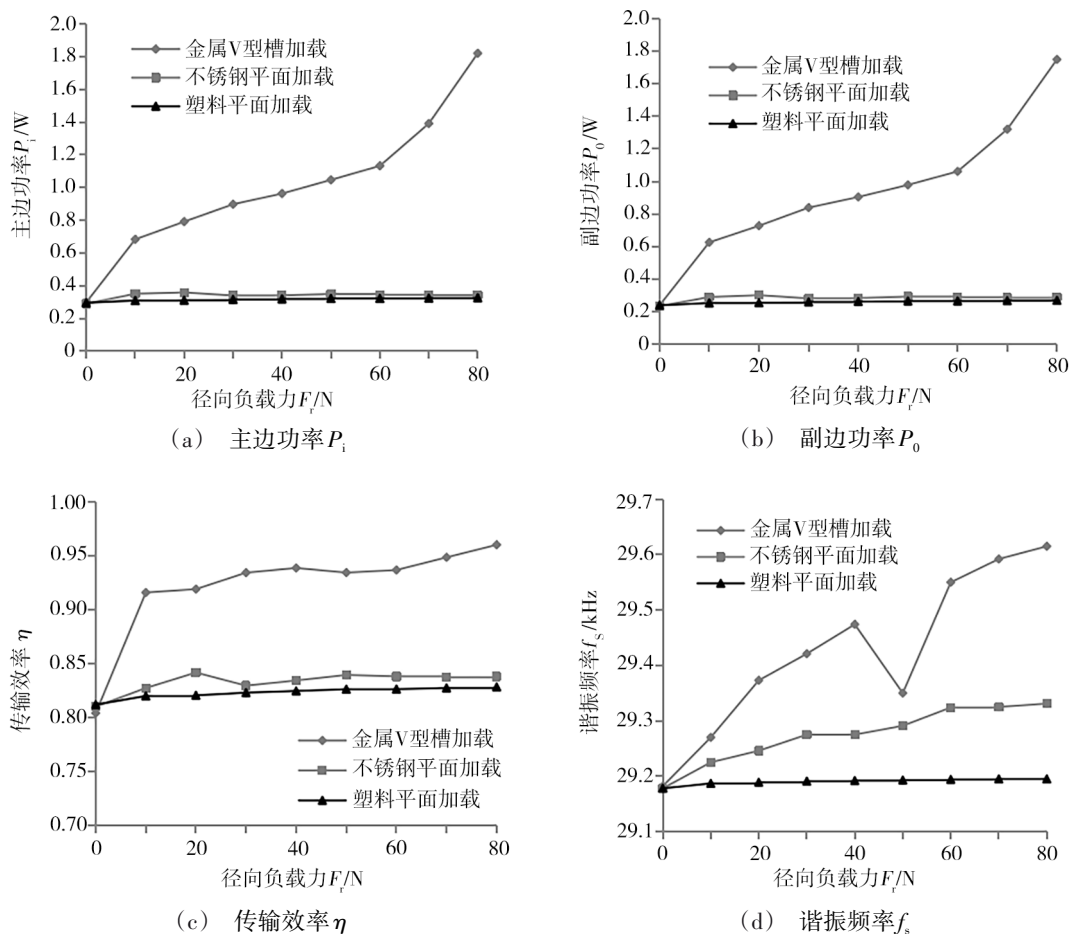 2.0
1.8
1.6
1.4
1.2
1.0
0.8
0.6
0.4
0.2
0
主边功率Pi/W
金属V型槽加载
不锈钢平面加载
塑料平面加载
0 20 40 60 80
径向负载力Fr/N
(a) 主边功率Pi
2.0
1.8
1.6
1.4
1.2
1.0
0.8
0.6
0.4
0.2
0
副边功率P0/W
金属V型槽加载
不锈钢平面加载
塑料平面加载
0 20 40 60 80
径向负载力Fr/N
(b) 副边功率P0
1.00
0.95
0.90
0.85
0.80
0.75
0.70
传输效率η
金属V型槽加载
不锈钢平面加载
塑料平面加载
0 20 40 60 80
径向负载力Fr/N
(c) 传输效率η
29.7
29.6
29.5
29.4
29.3
29.2
29.1
谐振频率fs/kHz
金属V型槽加载
不锈钢平面加载
塑料平面加载
0 20 40 60 80
径向负载力Fr/N
(d) 谐振频率fs